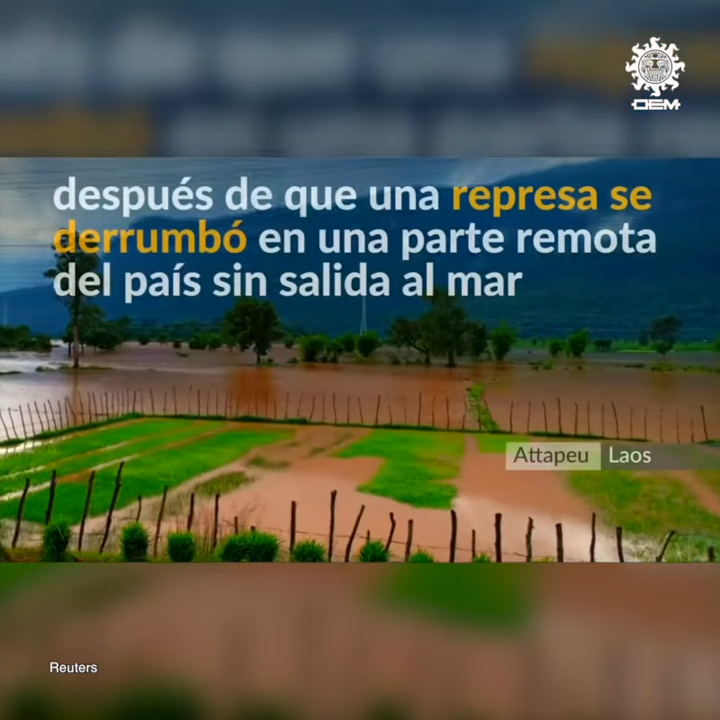 OEM
después de que una represa se
derrumbó en una parte remota
del país sin salida al mar
Attapeu Laos
Reuters